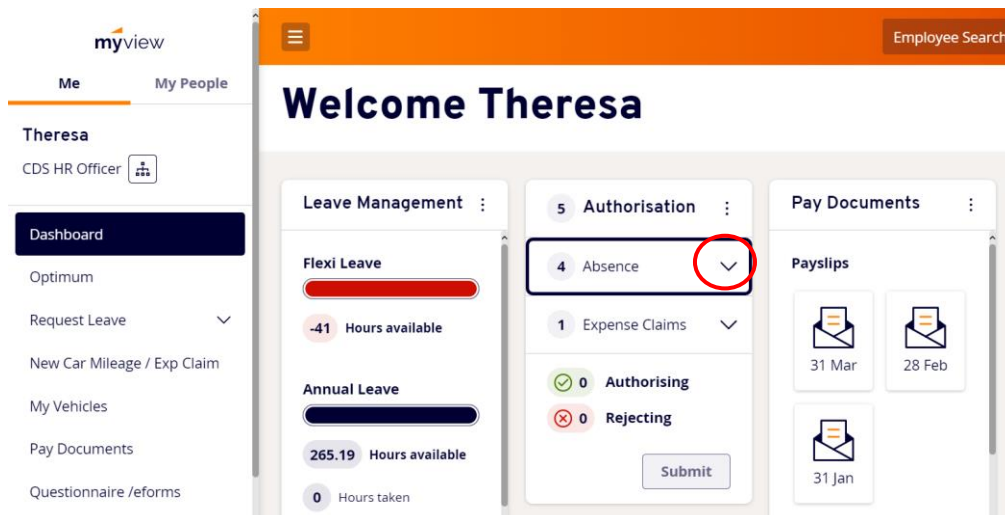 myview
Me
My People
Theresa
CDS HR Officer
Dashboard
Optimum
Request Leave
New Car Mileage / Exp Claim
My Vehicles
Pay Documents
Questionnaire /eforms
Employee Search
Welcome Theresa
Leave Management
Flexi Leave
-41 Hours available
Annual Leave
265.19 Hours available
0 Hours taken
5 Authorisation
4 Absence
1 Expense Claims
0 Authorising
0 Rejecting
Submit
Pay Documents
Payslips
31 Mar
28 Feb
31 Jan